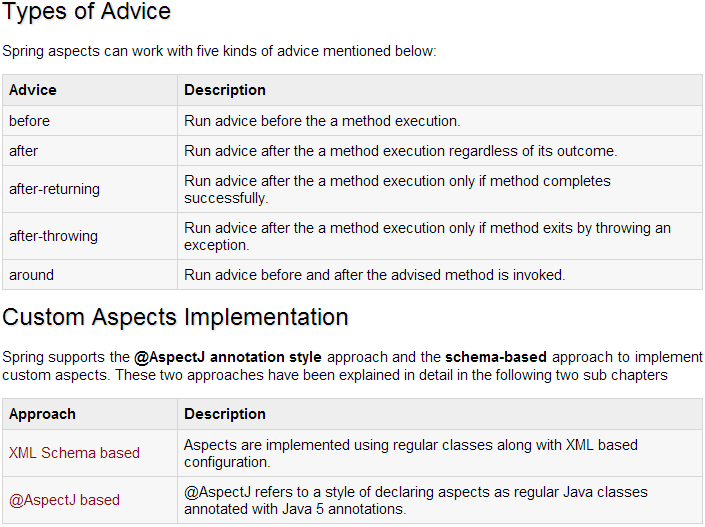 Types of Advice
Spring aspects can work with five kinds of advice mentioned below:
Advice Description
before Run advice before the a method execution.
after Run advice after the a method execution regardless of its outcome.
after-returning Run advice after the a method execution only if method completes
successfully.
after-throwing Run advice after the a method execution only if method exits by throwing an
exception.
around Run advice before and after the advised method is invoked.
Custom Aspects Implementation
Spring supports the @AspectJ annotation style approach and the schema-based approach to implement
custom aspects. These two approaches have been explained in detail in the following two sub chapters
Approach Description
XML Schema based Aspects are implemented using regular classes along with XML based
configuration.
@AspectJ based @AspectJ refers to a style of declaring aspects as regular Java classes
annotated with Java 5 annotations.